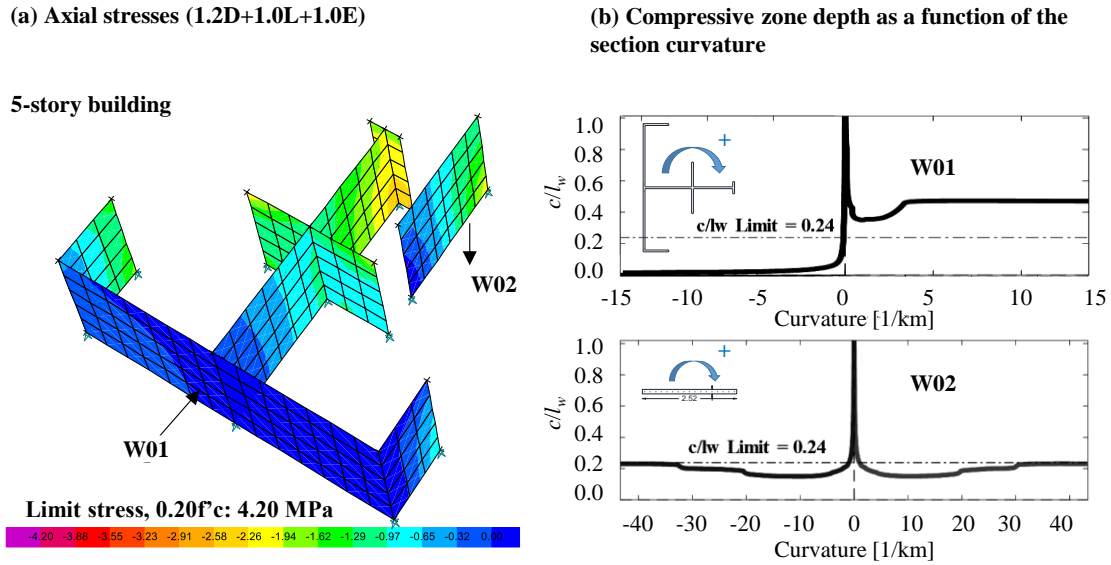 (a) Axial stresses (1.2D+1.0L+1.0E)
5-story building
W02
W01
Limit stress, 0.20f'c: 4.20 MPa
-4.20 -3.88 -3.55 -3.23 -2.91 -2.58 -2.26 -1.94 -1.62 -1.29 -0.97 -0.65 -0.32 0.00
(b) Compressive zone depth as a function of the
section curvature
1.0
0.8
0.6
0.4
0.2
0.0
c/lw
+
W01
c/lw Limit = 0.24
-15 -10 -5 0 5 10 15
Curvature [1/km]
1.0
0.8
0.6
0.4
0.2
0.0
c/lw
+
2.52
W02
c/lw Limit = 0.24
-40 -30 -20 -10 0 10 20 30 40
Curvature [1/km]